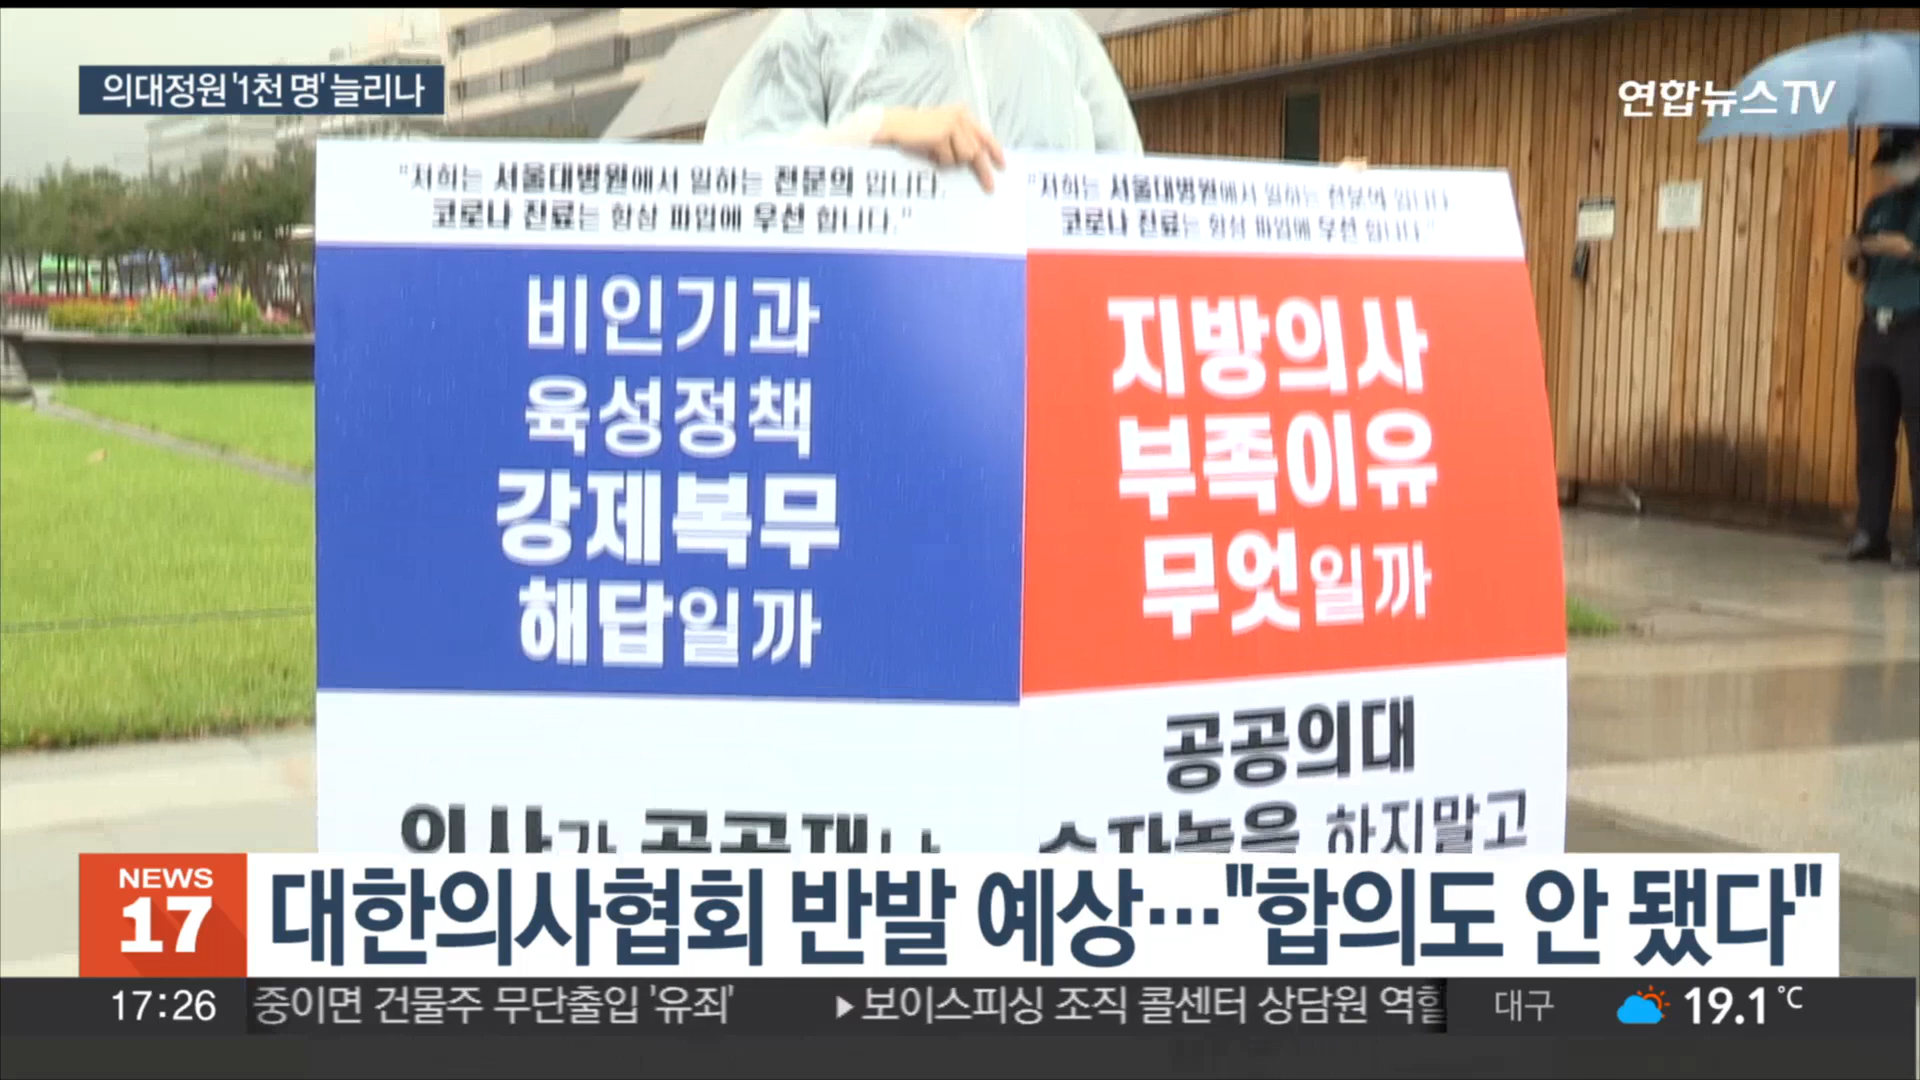 의대정원 '1천 명' 늘리나
연합뉴스TV
"저희는 서울대병원에서 일하는 전문의 입니다.
코로나 진료는 항상 파업에 우선 합니다."
비인기과
육성정책
강제복무
해답일까
"저희는 서울대병원에서 일하는 전문의 입니다
코로나 진료는 항상 파업에 우선 합니다."
지방의사
부족이유
무엇일까
공공의대
하지말고
NEWS
17
대한의사협회 반발 예상…"합의도 안 됐다"
17:26
중이면 건물주 무단출입 '유죄'
▶보이스피싱 조직 콜센터 상담원 역할
대구
19.1℃